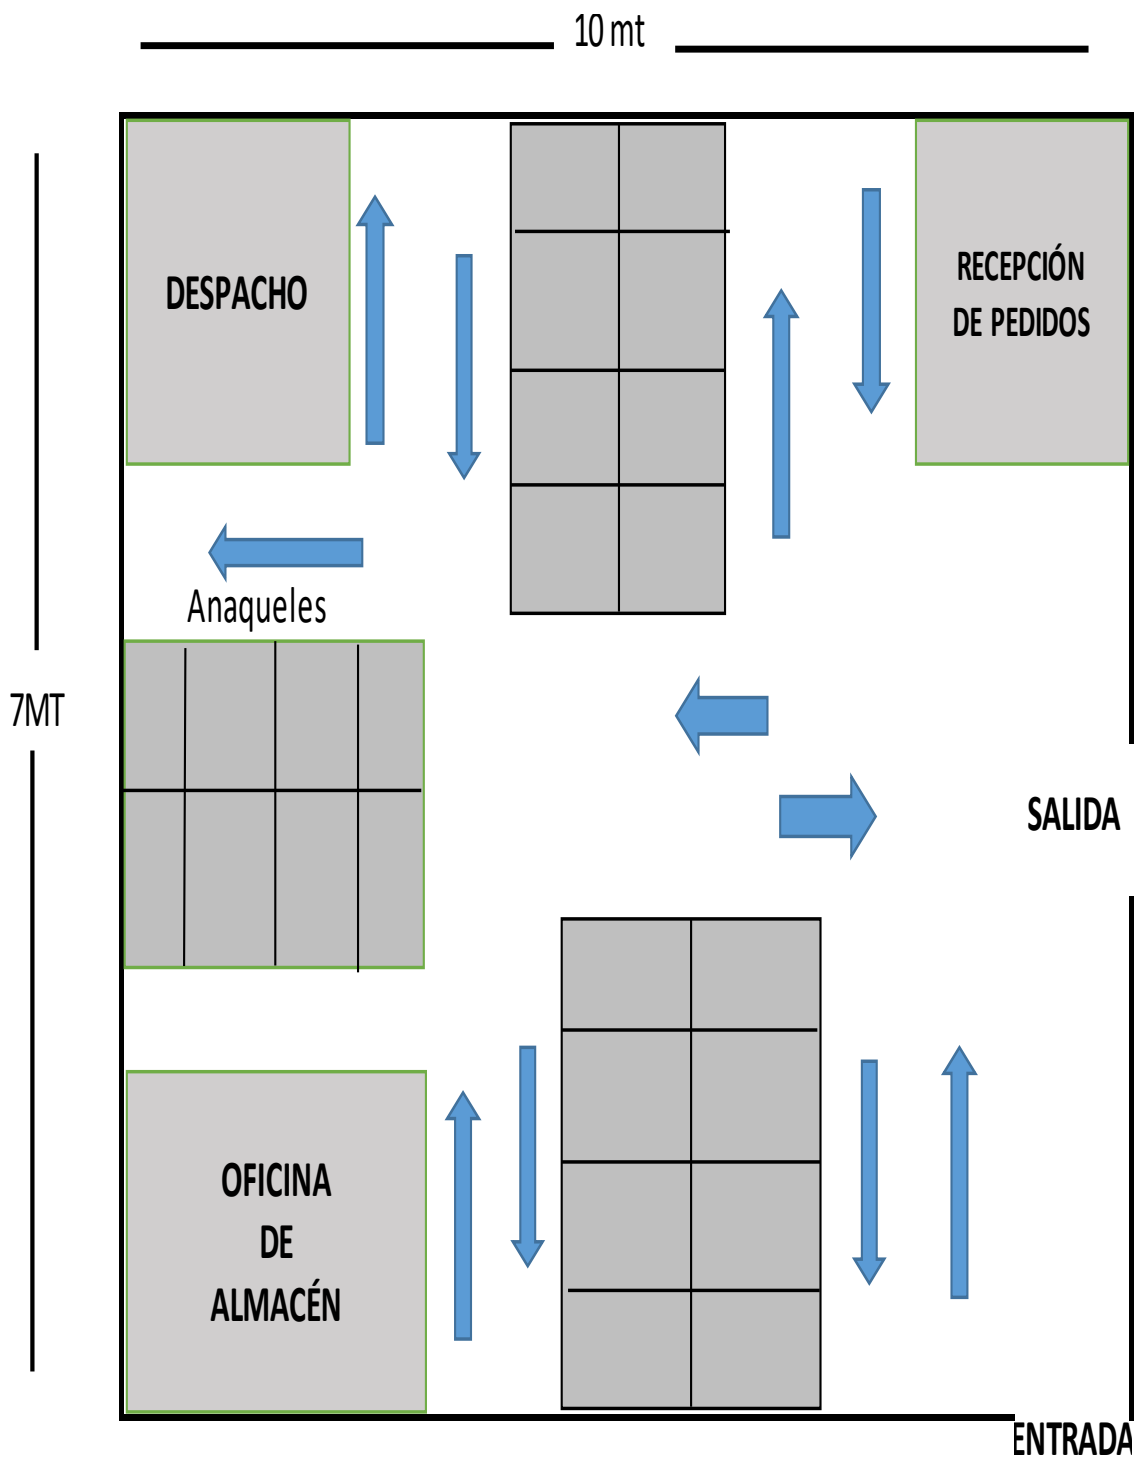 10 mt
DESPACHO
RECEPCIÓN
DE PEDIDOS
Anaqueles
7MT
SALIDA
OFICINA
DE
ALMACÉN
ENTRADA